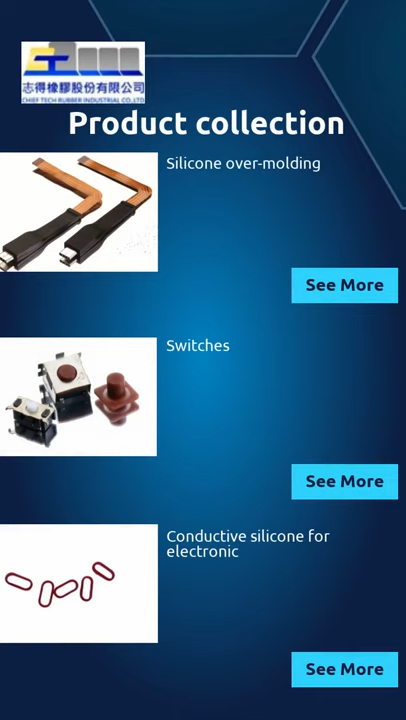 志得橡膠股份有限公司
CHIEF TECH RUBBER INDUSTRIAL CO.,LTD
Product collection
Silicone over-molding
See More
Switches
See More
Conductive silicone for
electronic
See More